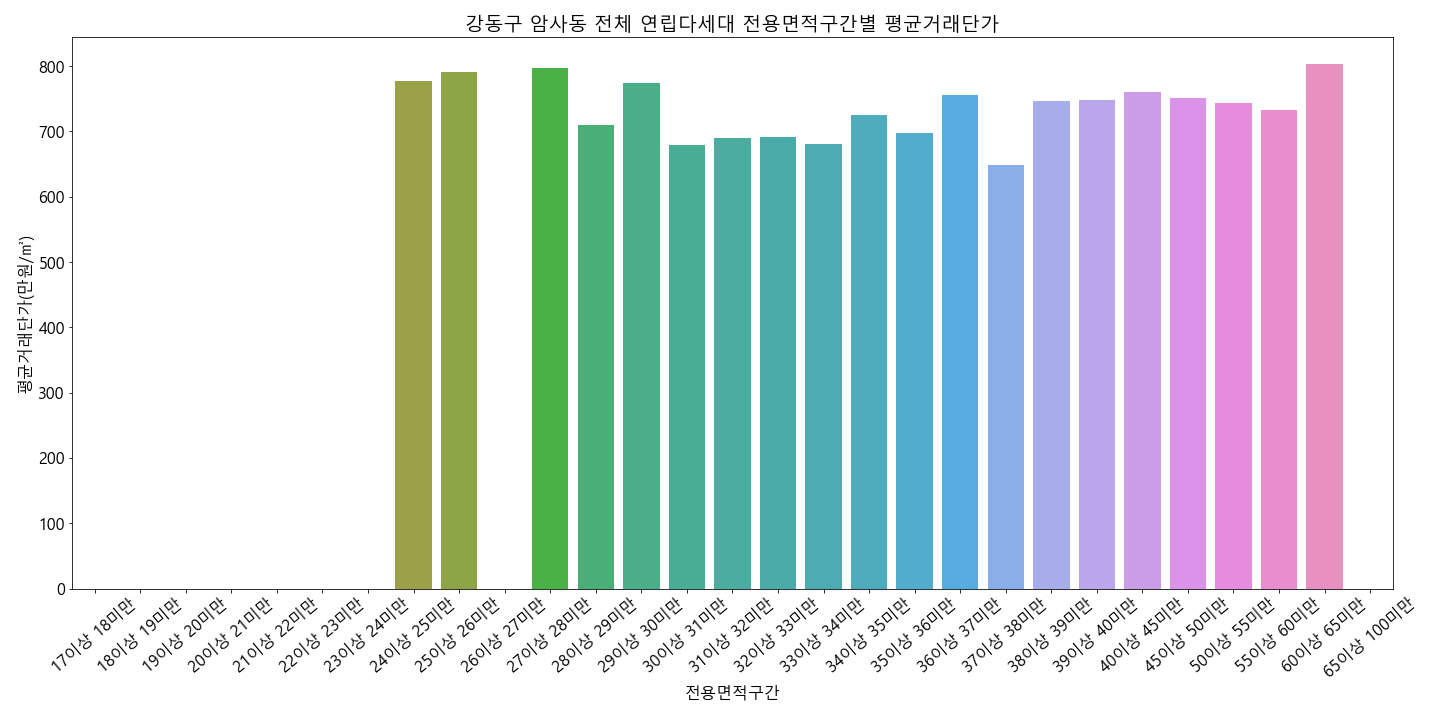 강동구 암사동 전체 연립다세대 전용면적구간별 평균거래단가
평균거래단가(만원/㎡)
800
700
600
500
400
300
200
100
0
17이상 18미만
18이상 19미만
19이상 20미만
20이상 21미만
21이상 22미만
22이상 23미만
23이상 24미만
24이상 25미만
25이상 26미만
26이상 27미만
27이상 28미만
28이상 29미만
29이상 30미만
30이상 31미만
31이상 32미만
32이상 33미만
33이상 34미만
34이상 35미만
35이상 36미만
36이상 37미만
37이상 38미만
38이상 39미만
39이상 40미만
40이상 45미만
45이상 50미만
50이상 55미만
55이상 60미만
60이상 65미만
65이상 100미만
전용면적구간